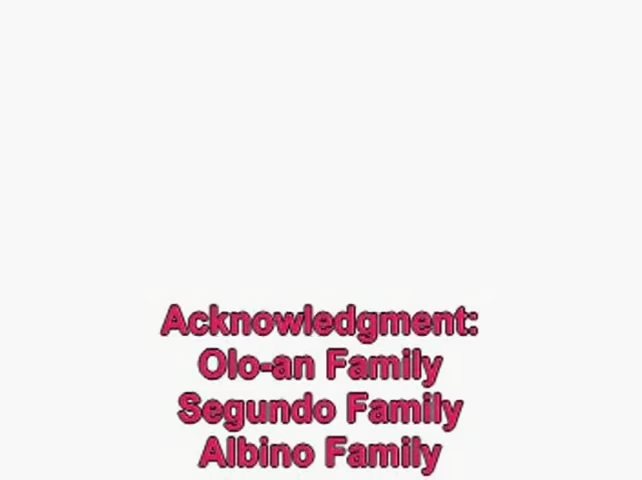 Acknowledgment:
Olo-an Family
Segundo Family
Albino Family